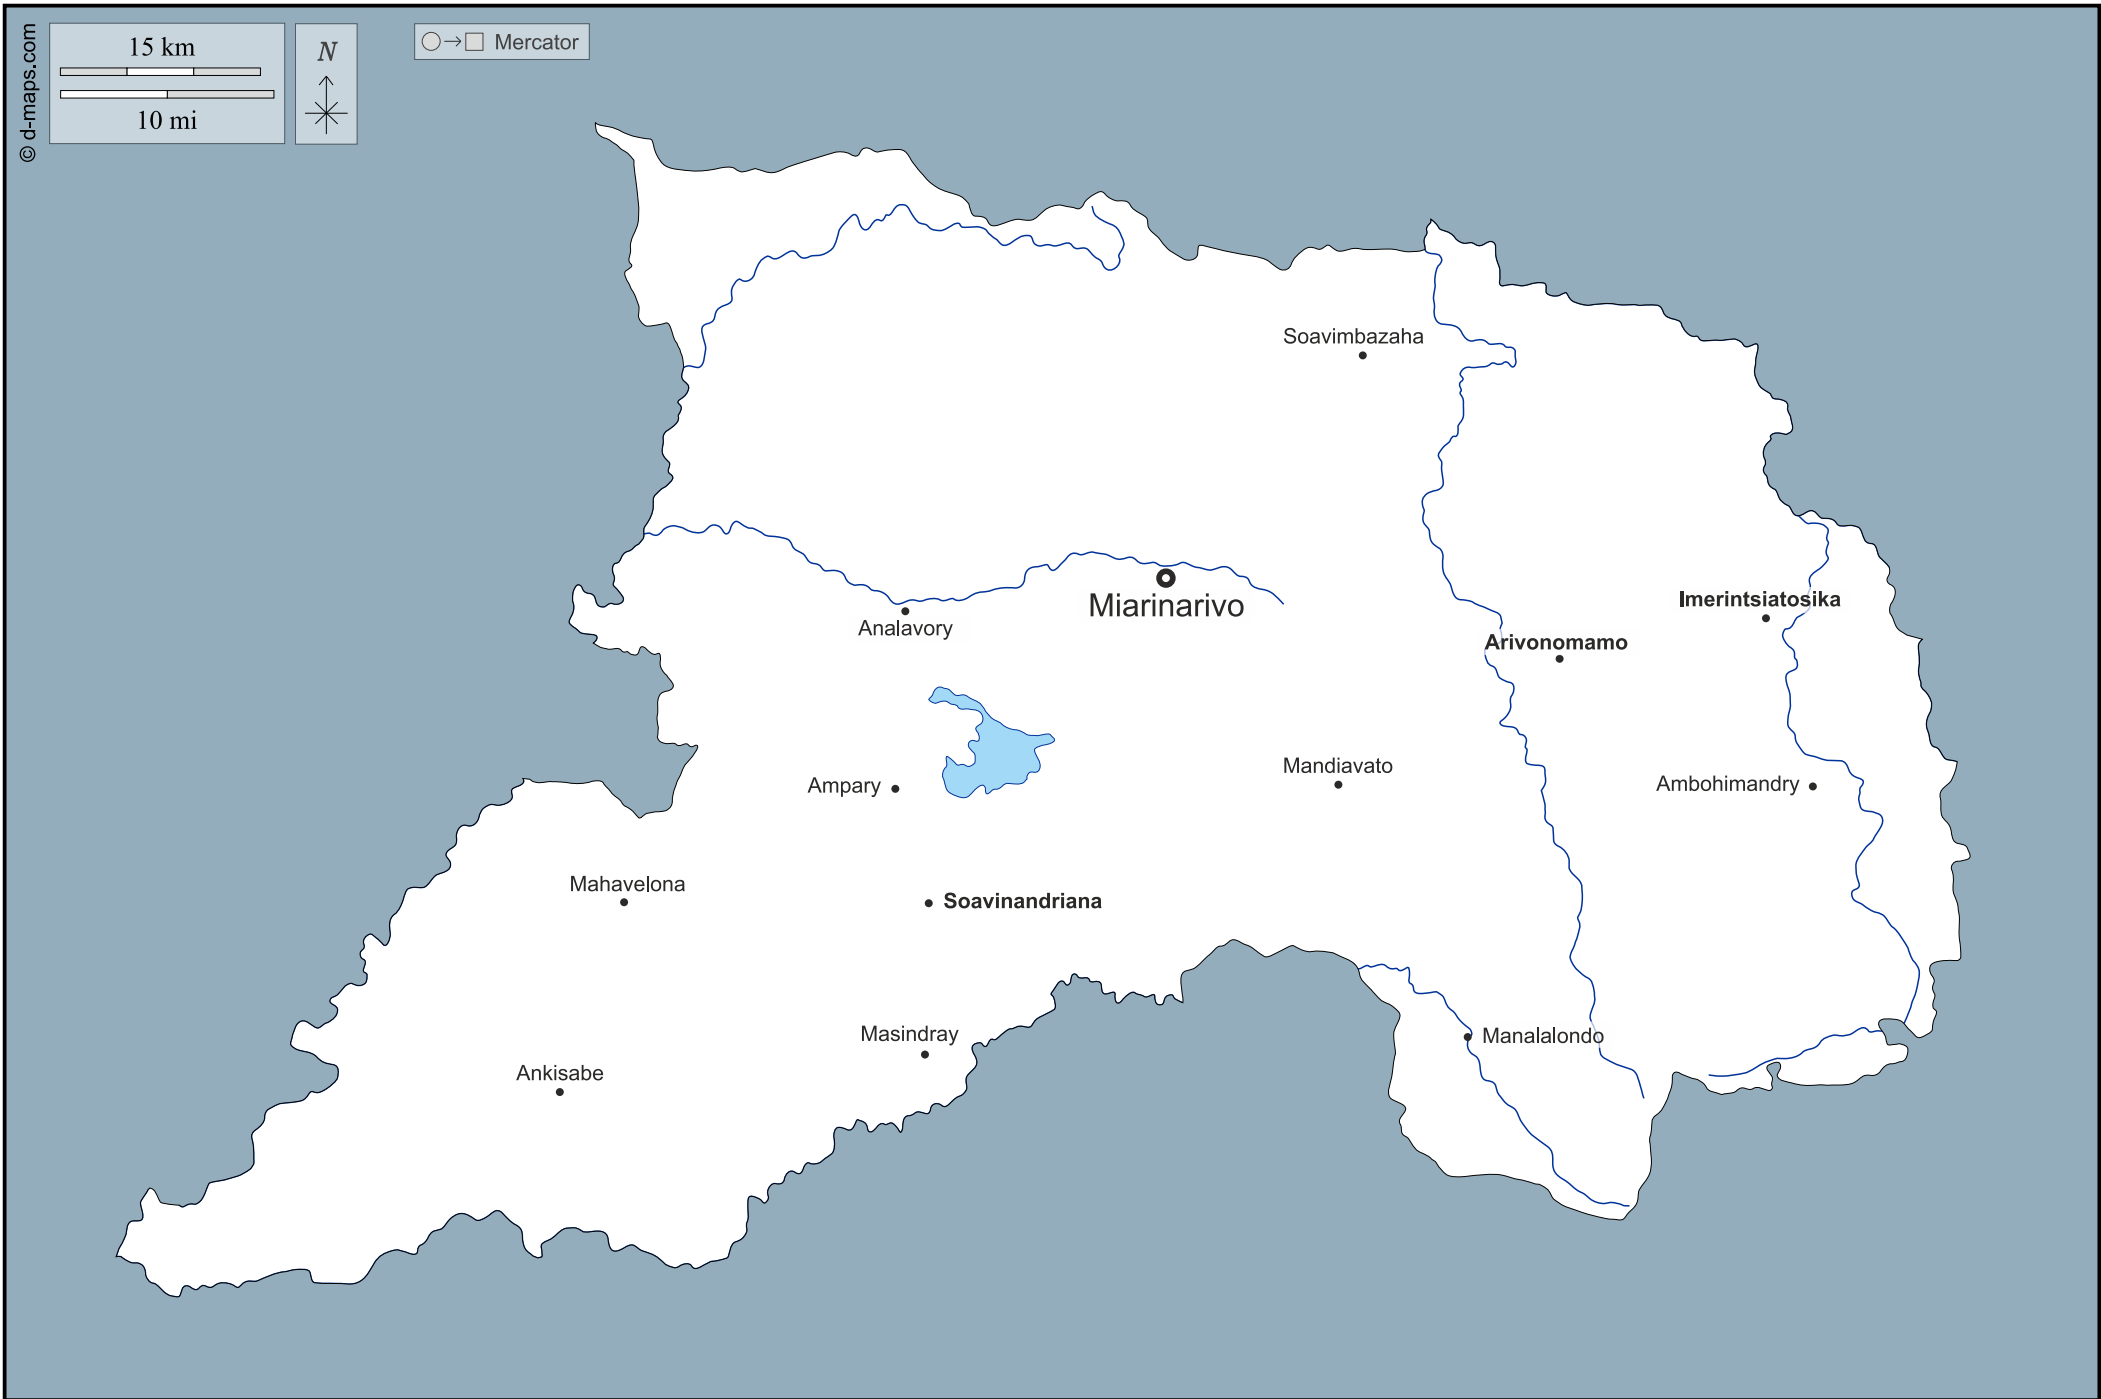 © d-maps.com
15 km
10 mi
N
Mercator
Soavimbazaha
Miarinarivo
Imerintsiatosika
Analavory
Arivonomamo
Mandiavato
Ampary
Ambohimandry
Mahavelona
Soavinandriana
Masindray
Manalalondo
Ankisabe